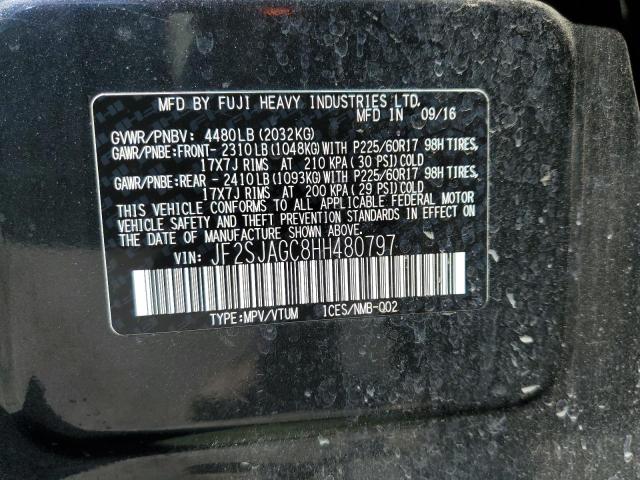 MFD BY FUJI HEAVY INDUSTRIES LTD.
MFD IN 09/16
GVWR/PNBV: 4480LB(2032KG)
GAWR/PNBE:FRONT- 2310LB(1048KG)WITH P225/60R17 98H TIRES,
17X7J RIMS AT 210 KPA(30 PSI)COLD
GAWR/PNBE:REAR - 2410LB(1093KG)WITH P225/60R17 98H TIRES,
17X7J RIMS AT 200 KPA(29 PSI)COLD
THIS VEHICLE CONFORMS TO ALL APPLICABLE FEDERAL MOTOR
VEHICLE SAFETY AND THEFT PREVENTION STANDARDS IN EFFECT
ON THE DATE OF MANUFACTURE SHOWN ABOVE.
VIN: JF2SJAGC8HH480797
TYPE:MPV/VTUM ICES/NMB-002